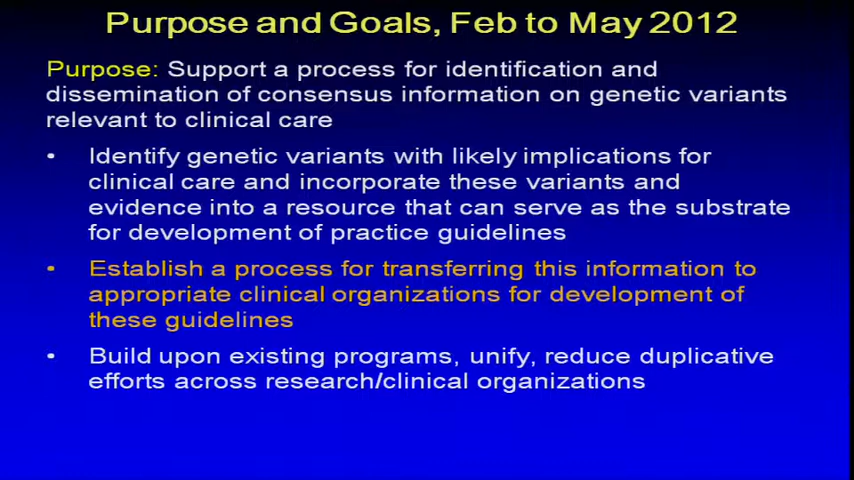 Purpose and Goals, Feb to May 2012
Purpose: Support a process for identification and
dissemination of consensus information on genetic variants
relevant to clinical care
• Identify genetic variants with likely implications for
clinical care and incorporate these variants and
evidence into a resource that can serve as the substrate
for development of practice guidelines
• Establish a process for transferring this information to
appropriate clinical organizations for development of
these guidelines
• Build upon existing programs, unify, reduce duplicative
efforts across research/clinical organizations